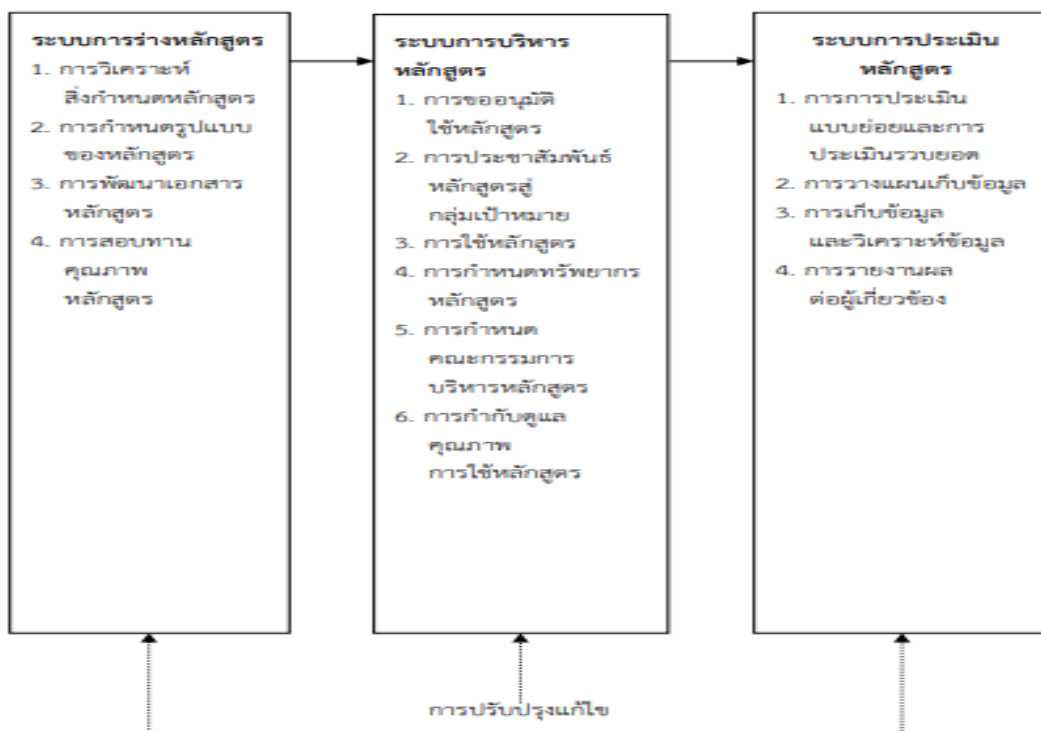 ระบบการร่างหลักสูตร
1. การวิเคราะห์
สิ่งกำหนดหลักสูตร
2. การกำหนดรูปแบบ
ของหลักสูตร
3. การพัฒนาเอกสาร
หลักสูตร
4. การสอบทาน
คุณภาพ
หลักสูตร
ระบบการบริหาร
หลักสูตร
1. การขออนุมัติ
ใช้หลักสูตร
2. การประชาสัมพันธ์
หลักสูตรสู่
กลุ่มเป้าหมาย
3. การใช้หลักสูตร
4. การกำหนดทรัพยากร
หลักสูตร
5. การกำหนด
คณะกรรมการ
บริหารหลักสูตร
6. การกำกับดูแล
คุณภาพ
การใช้หลักสูตร
ระบบการประเมิน
หลักสูตร
1. การการประเมิน
แบบย่อยและการ
ประเมินรวบยอด
2. การวางแผนเก็บข้อมูล
3. การเก็บข้อมูล
และวิเคราะห์ข้อมูล
4. การรายงานผล
ต่อผู้เกี่ยวข้อง
การปรับปรุงแก้ไข